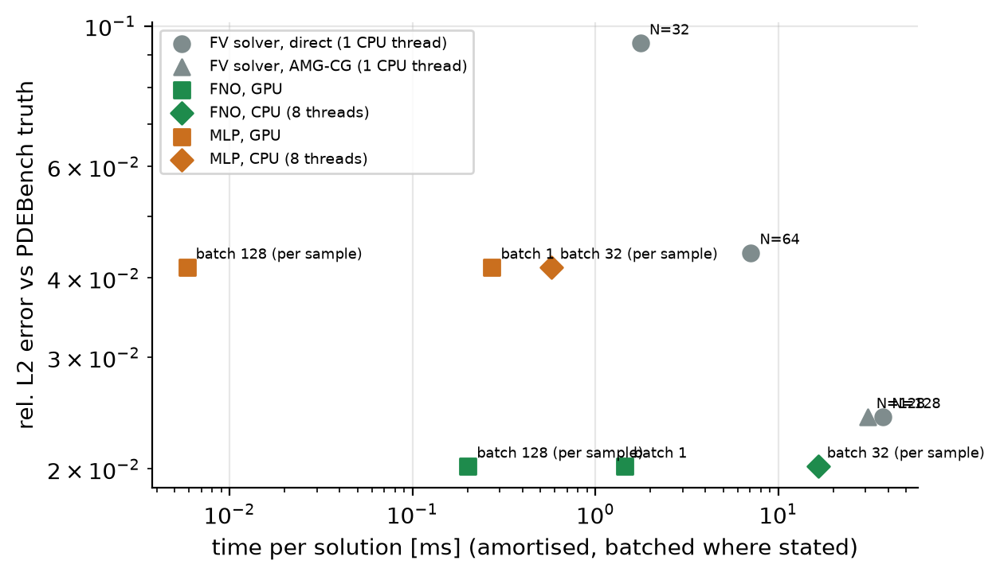 10⁻¹
6 × 10⁻²
4 × 10⁻²
3 × 10⁻²
2 × 10⁻²
rel. L2 error vs PDEBench truth
FV solver, direct (1 CPU thread)
FV solver, AMG-CG (1 CPU thread)
FNO, GPU
FNO, CPU (8 threads)
MLP, GPU
MLP, CPU (8 threads)
N=32
N=64
batch 128 (per sample)
batch 1
batch 32 (per sample)
N=128
N=128
batch 128 (per sample)
batch 1
batch 32 (per sample)
10⁻²
10⁻¹
10⁰
10¹
time per solution [ms] (amortised, batched where stated)